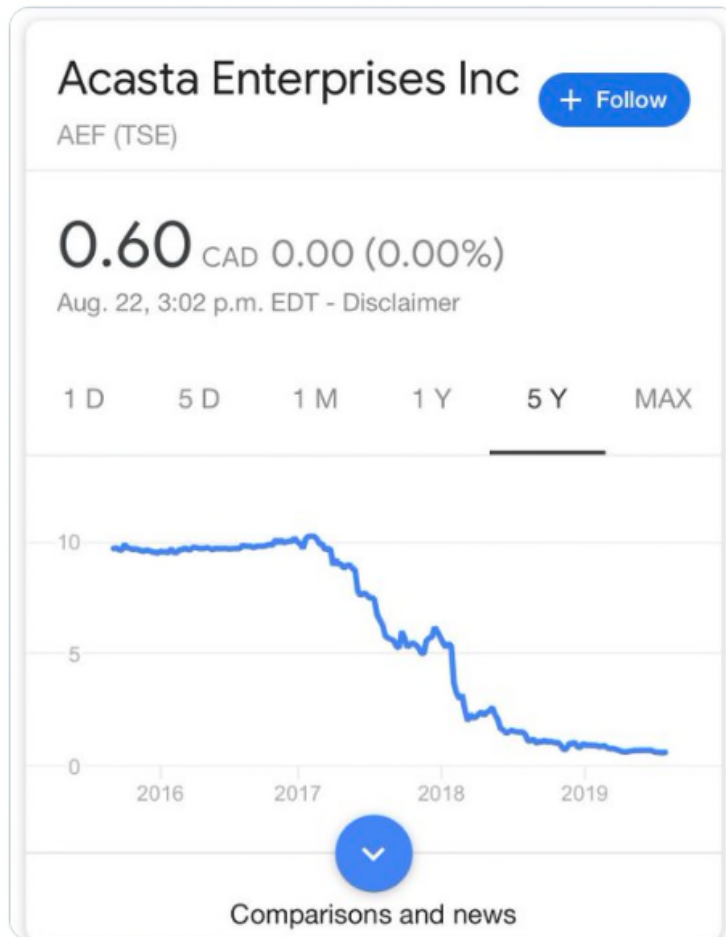 Acasta Enterprises Inc
+ Follow
AEF (TSE)
0.60 CAD 0.00 (0.00%)
Aug. 22, 3:02 p.m. EDT - Disclaimer
1 D 5 D 1 M 1 Y 5 Y MAX
10
5
0
2016 2017 2018 2019
Comparisons and news